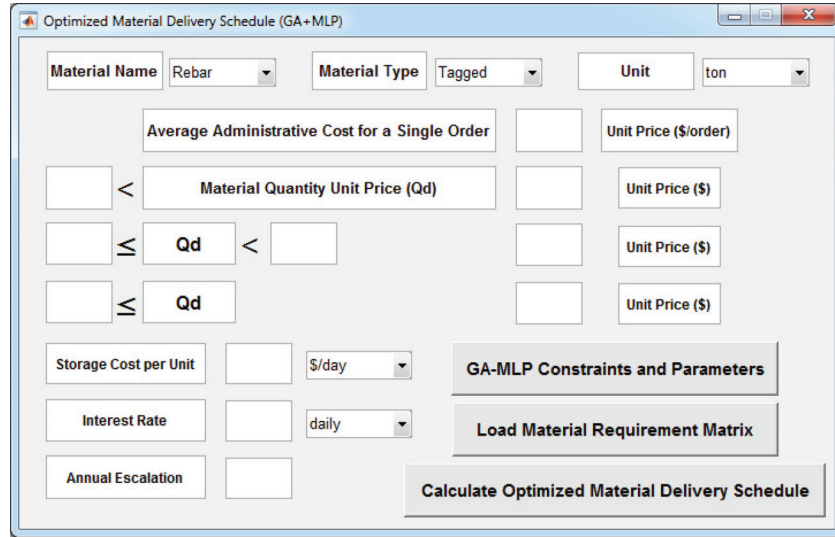 Optimized Material Delivery Schedule (GA+MLP)
Material Name Rebar Material Type Tagged Unit ton
Average Administrative Cost for a Single Order Unit Price ($/order)
< Material Quantity Unit Price (Qd) Unit Price ($)
≤ Qd < Unit Price ($)
≤ Qd Unit Price ($)
Storage Cost per Unit $/day GA-MLP Constraints and Parameters
Interest Rate daily Load Material Requirement Matrix
Annual Escalation Calculate Optimized Material Delivery Schedule